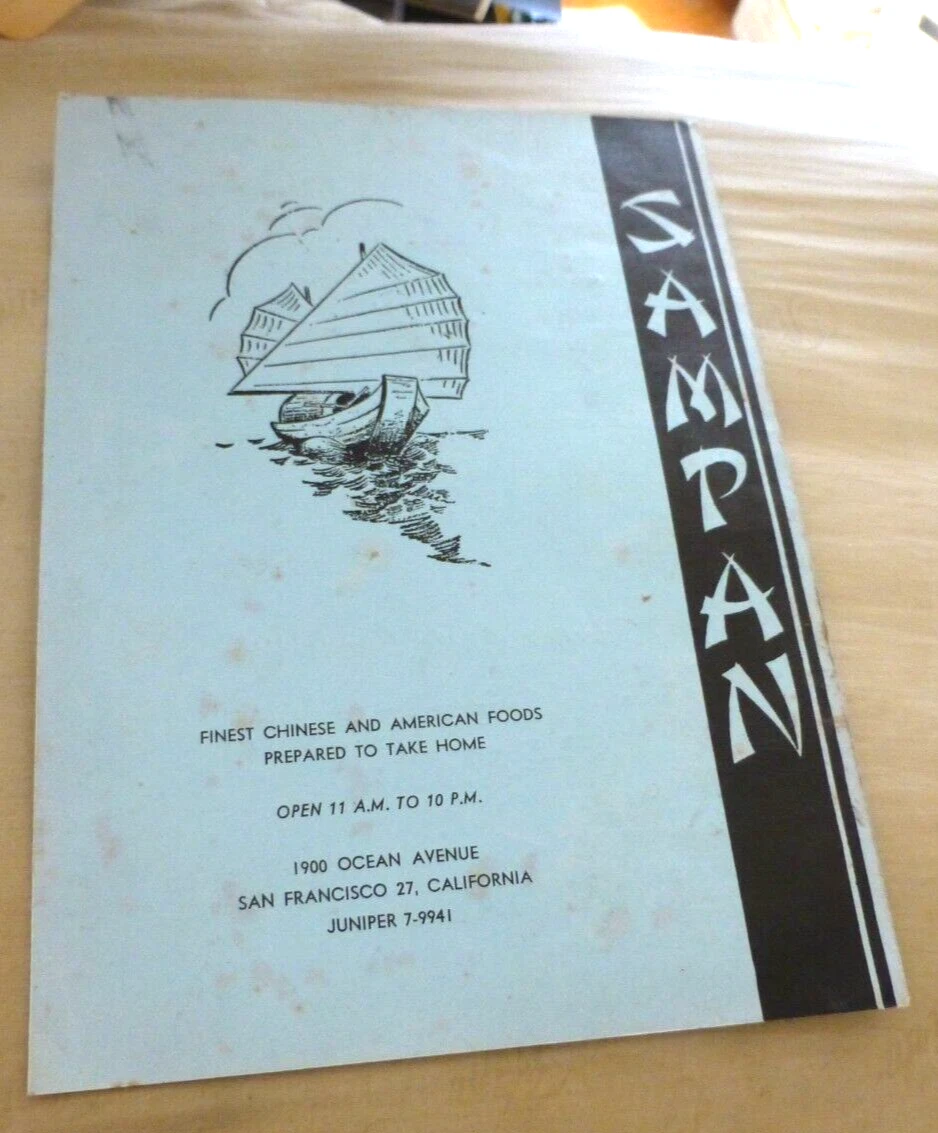 SAMPAN
FINEST CHINESE AND AMERICAN FOODS
PREPARED TO TAKE HOME
OPEN 11 A.M. TO 10 P.M.
1900 OCEAN AVENUE
SAN FRANCISCO 27, CALIFORNIA
JUNIPER 7-9941